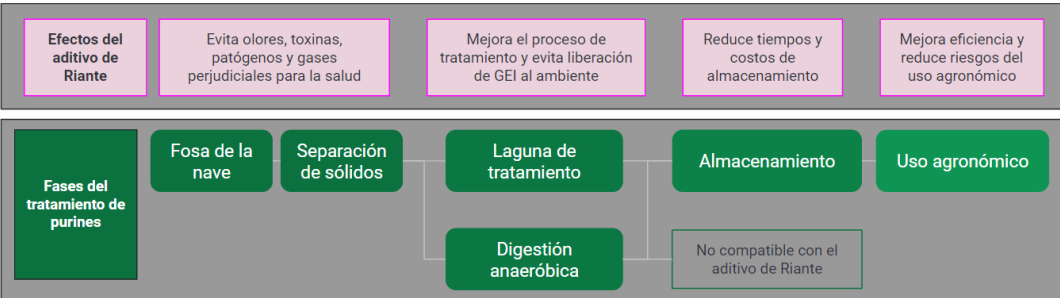 Efectos del
aditivo de
Riante
Evita olores, toxinas,
patógenos y gases
perjudiciales para la salud
Mejora el proceso de
tratamiento y evita liberación
de GEI al ambiente
Reduce tiempos y
costos de
almacenamiento
Mejora eficiencia y
reduce riesgos del
uso agronómico
Fases del
tratamiento de
purines
Fosa de la
nave
Separación
de sólidos
Laguna de
tratamiento
Almacenamiento
Uso agronómico
Digestión
anaeróbica
No compatible con el
aditivo de Riante